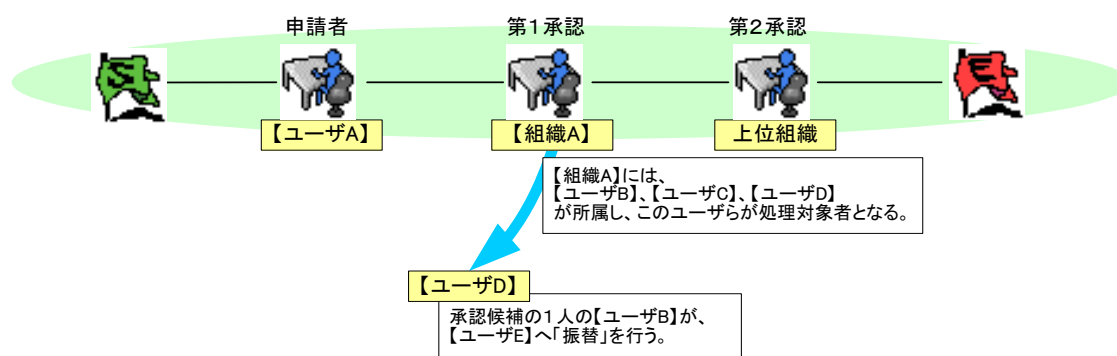 申請者 第1承認 第2承認
S E
【ユーザA】 【組織A】 上位組織
【組織A】には、
【ユーザB】、【ユーザC】、【ユーザD】
が所属し、このユーザらが処理対象者となる。
【ユーザD】
承認候補の1人の【ユーザB】が、
【ユーザE】へ「振替」を行う。